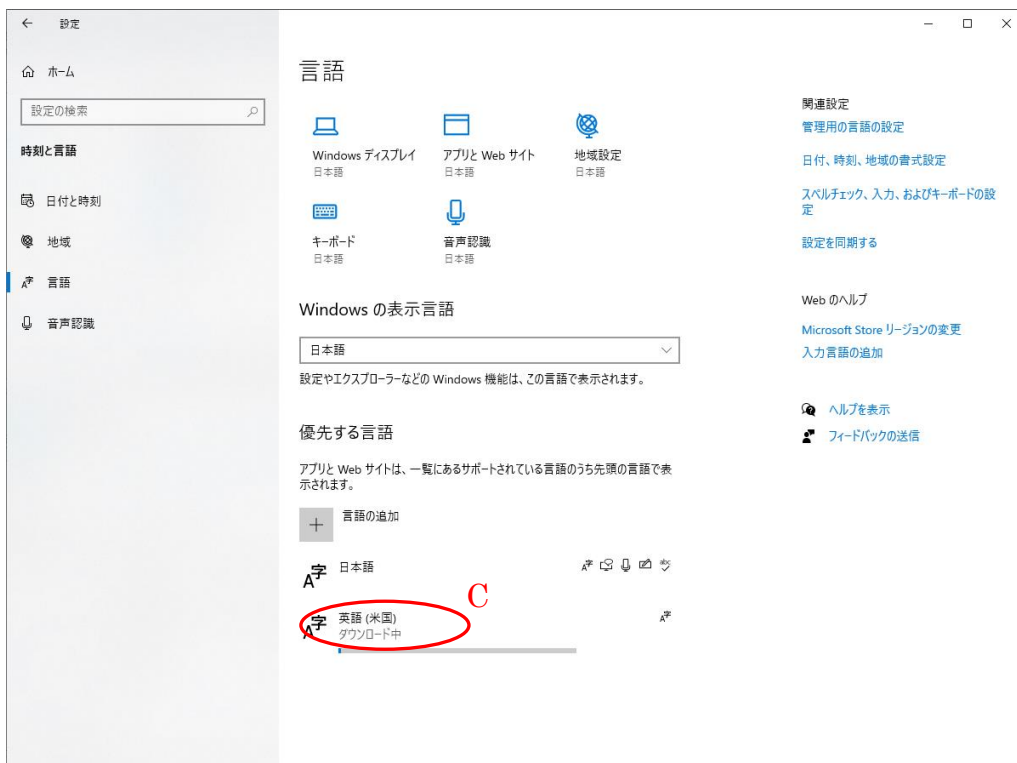 設定
ホーム
設定の検索
時刻と言語
日付と時刻
地域
言語
音声認識
言語
Windows ディスプレイ
日本語
アプリと Web サイト
日本語
地域設定
日本語
キーボード
日本語
音声認識
日本語
Windows の表示言語
日本語
設定やエクスプローラーなどの Windows 機能は、この言語で表示されます。
優先する言語
アプリと Web サイトは、一覧にあるサポートされている言語のうち先頭の言語で表
示されます。
言語の追加
日本語
英語 (米国)
ダウンロード中
C
関連設定
管理用の言語の設定
日付、時刻、地域の書式設定
スペルチェック、入力、およびキーボードの設
定
設定を同期する
Web のヘルプ
Microsoft Store リージョンの変更
入力言語の追加
ヘルプを表示
フィードバックの送信